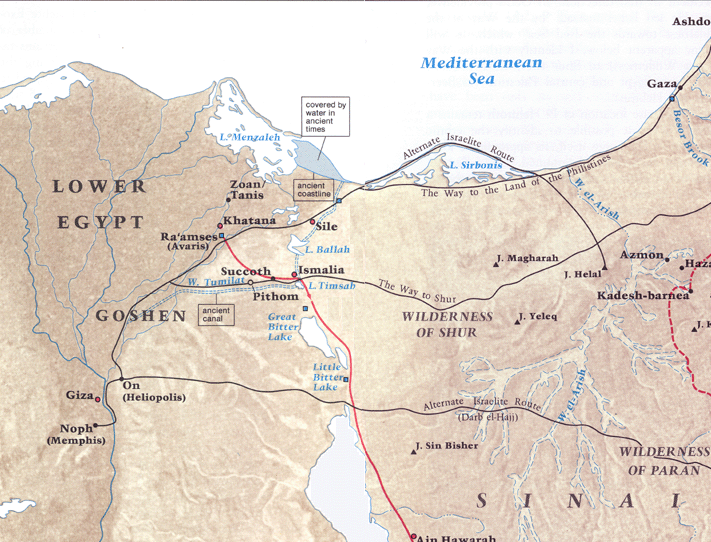 Ashdo
Mediterranean
Sea
Gaza
Besor Brook
covered by
water in
ancient
times
L. Menzaleh
Alternate Israelite Route
L. Sirbonis
The Way to the Land of the Philistines
ancient
coastline
LOWER
EGYPT
Zoan/
Tanis
Khatana
Sile
Ra'amses
(Avaris)
W. el-Arish
L. Ballah
J. Magharah
J. Helal
Azmon
Haza
Succoth
Ismalia
W. Tumilat
L. Timsah
Pithom
The Way to Shur
Kadesh-barnea
GOSHEN
ancient
canal
Great
Bitter
Lake
WILDERNESS
OF SHUR
J. Yeleq
J. K
Little
Bitter
Lake
On
(Heliopolis)
Giza
Alternate Israelite Route
(Darb el-Hajj)
W. el-Arish
Noph
(Memphis)
J. Sin Bisher
WILDERNESS
OF PARAN
SINAI
Ain Hawarah